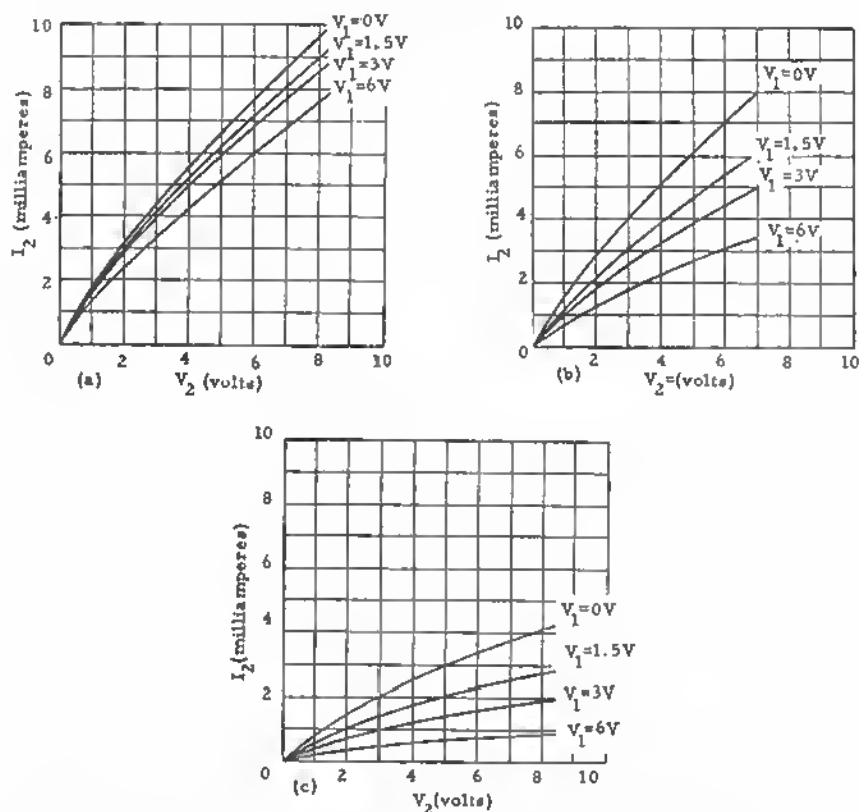 10
8
6
4
2
0
I₂ (milliamperes)
V₁=0V
V₁=1.5V
V₁=3V
V₁=6V
2 4 6 8 10
(a) V₂ (volts)
10
8
6
4
2
0
I₂ (milliamperes)
V₁=0V
V₁=1.5V
V₁=3V
V₁=6V
2 4 6 8 10
(b) V₂=(volts)
10
8
6
4
2
0
I₂(milliamperes)
V₁=0V
V₁=1.5V
V₁=3V
V₁=6V
2 4 6 8 10
(c) V₂(volts)